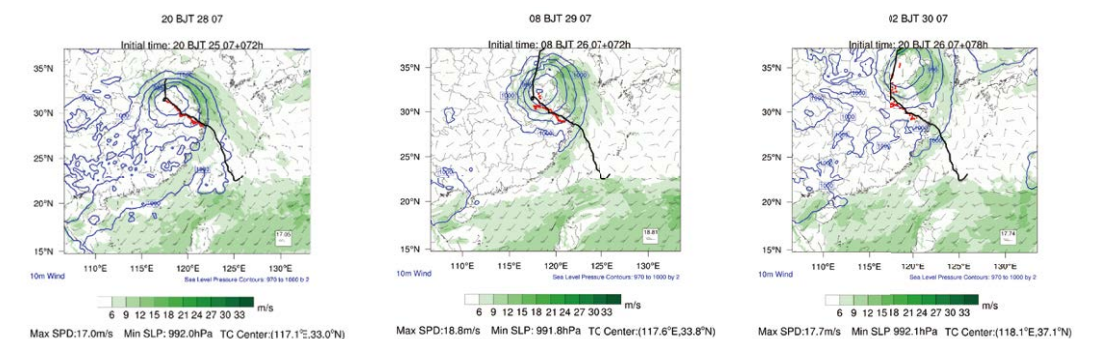 20 BJT 28 07
Initial time: 20 BJT 25 07+072h
35°N
30°N
25°N
20°N
15°N
110°E 115°E 120°E 125°E 130°E
17.05
10m Wind
Sea Level Pressure Contours: 970 to 1000 b 2
m/s
6 9 12 15 18 21 24 27 30 33
Max SPD:17.0m/s Min SLP: 992.0hPa TC Center:(117.1°E,33.0°N)
08 BJT 29 07
Initial time: 08 BJT 26 07+072h
35°N
30°N
25°N
20°N
15°N
110°E 115°E 120°E 125°E 130°E
18.81
10m Wind
Sea Level Pressure Contours: 970 to 1000 by 2
m/s
6 9 12 15 18 21 24 27 30 33
Max SPD:18.8m/s Min SLP: 991.8hPa TC Center:(117.6°E,33.8°N)
02 BJT 30 07
Initial time: 20 BJT 26 07+078h
35°N
30°N
25°N
20°N
15°N
110°E 115°E 120°E 125°E 130°E
17.74
10m Wind
Sea Level Pressure Contours: 970 to 1000 by 2
m/s
6 9 12 15 18 21 24 27 30 33
Max SPD:17.7m/s Min SLP 992.1hPa TC Center:(118.1°E,37.1°N)